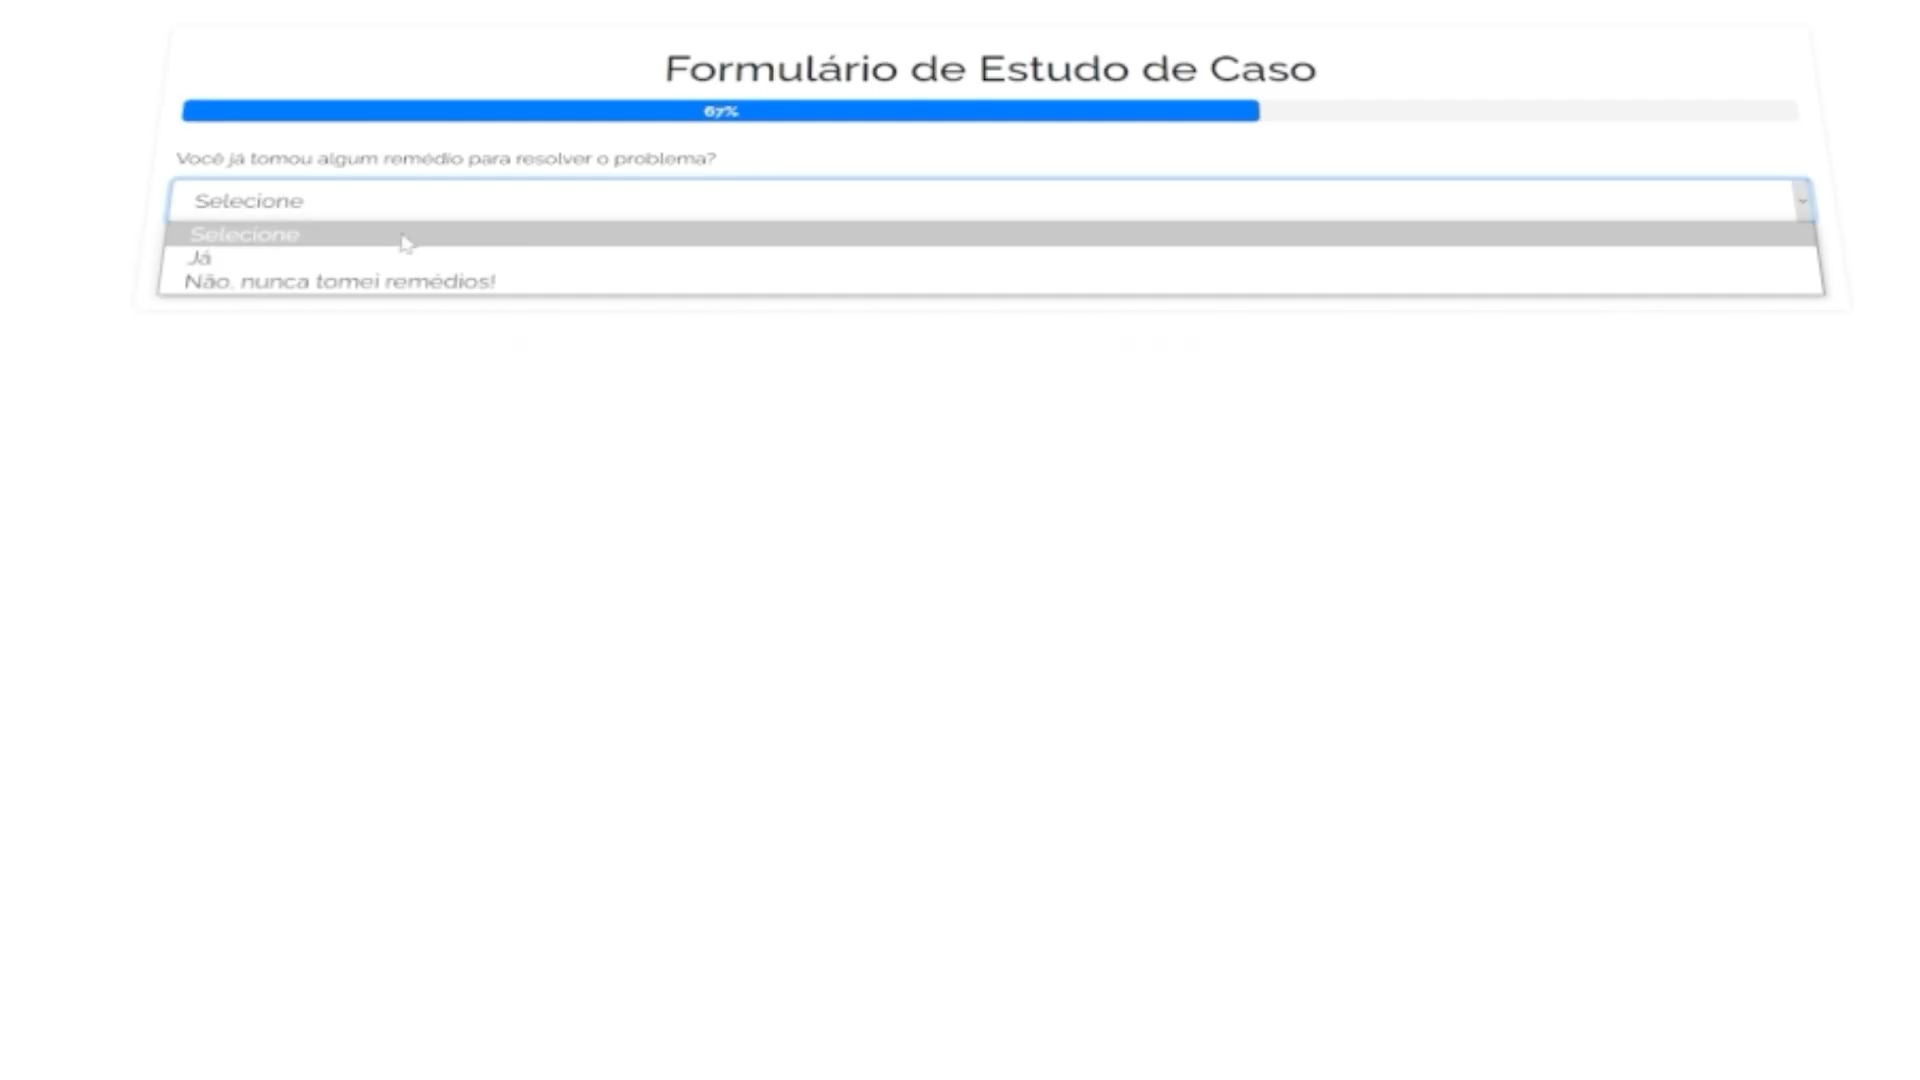 Formulário de Estudo de Caso
67%
Você já tomou algum remédio para resolver o problema?
Selecione
Selecione
Já
Não, nunca tomei remédios!